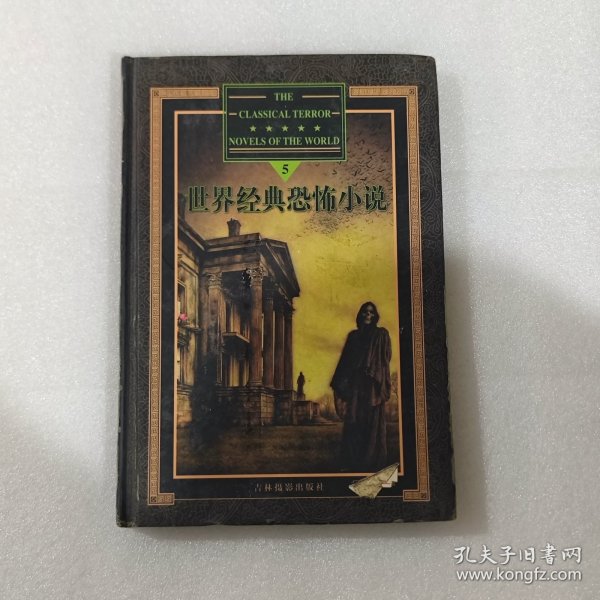 THE
CLASSICAL TERROR
★ ★ ★ ★ ★
NOVELS OF THE WORLD
5
世界经典恐怖小说
吉林摄影出版社
孔夫子旧书网
www.kongfz.com